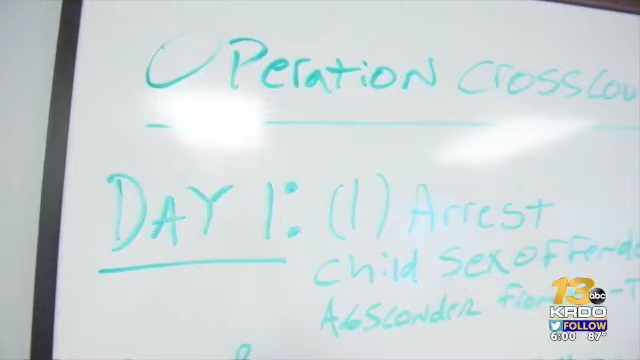 Operation crosscou
DAY 1: (1) Arrest
child sex offende
Absconder from -T
13 abc
KRDO
FOLLOW
6:00 87°